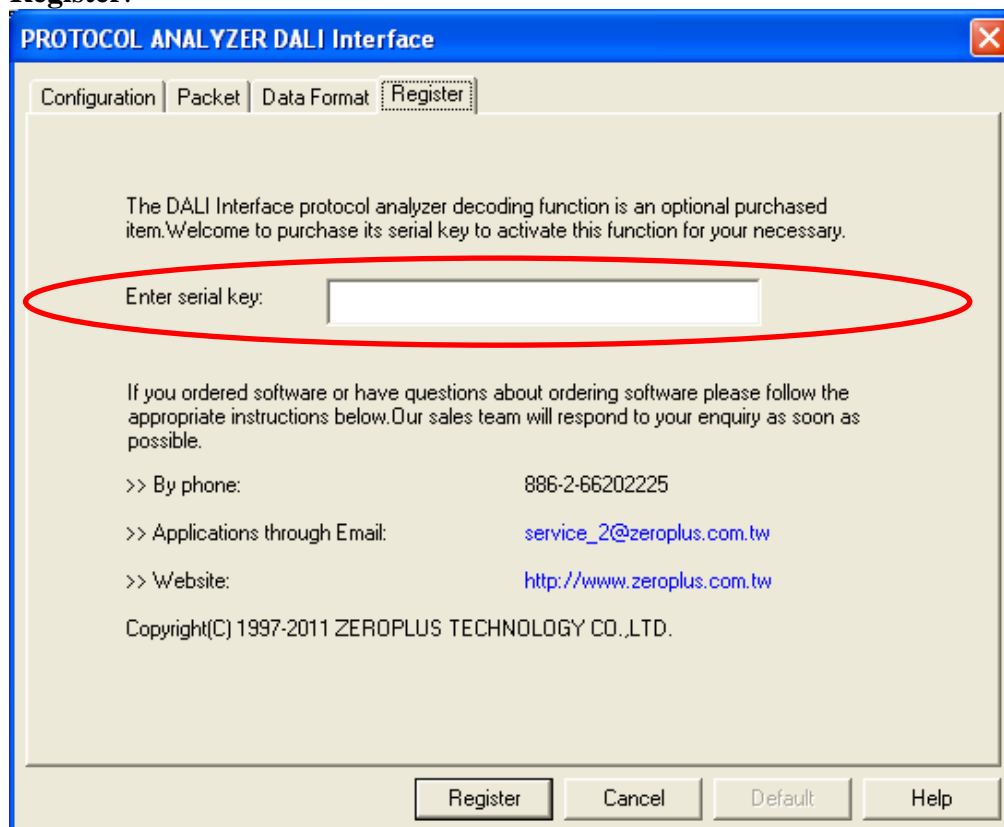 Register:
PROTOCOL ANALYZER DALI Interface
Configuration Packet Data Format Register
The DALI Interface protocol analyzer decoding function is an optional purchased
item.Welcome to purchase its serial key to activate this function for your necessary.
Enter serial key:
If you ordered software or have questions about ordering software please follow the
appropriate instructions below.Our sales team will respond to your enquiry as soon as
possible.
>> By phone: 886-2-66202225
>> Applications through Email: service_2@zeroplus.com.tw
>> Website: http://www.zeroplus.com.tw
Copyright(C) 1997-2011 ZEROPLUS TECHNOLOGY CO.,LTD.
Register Cancel Default Help